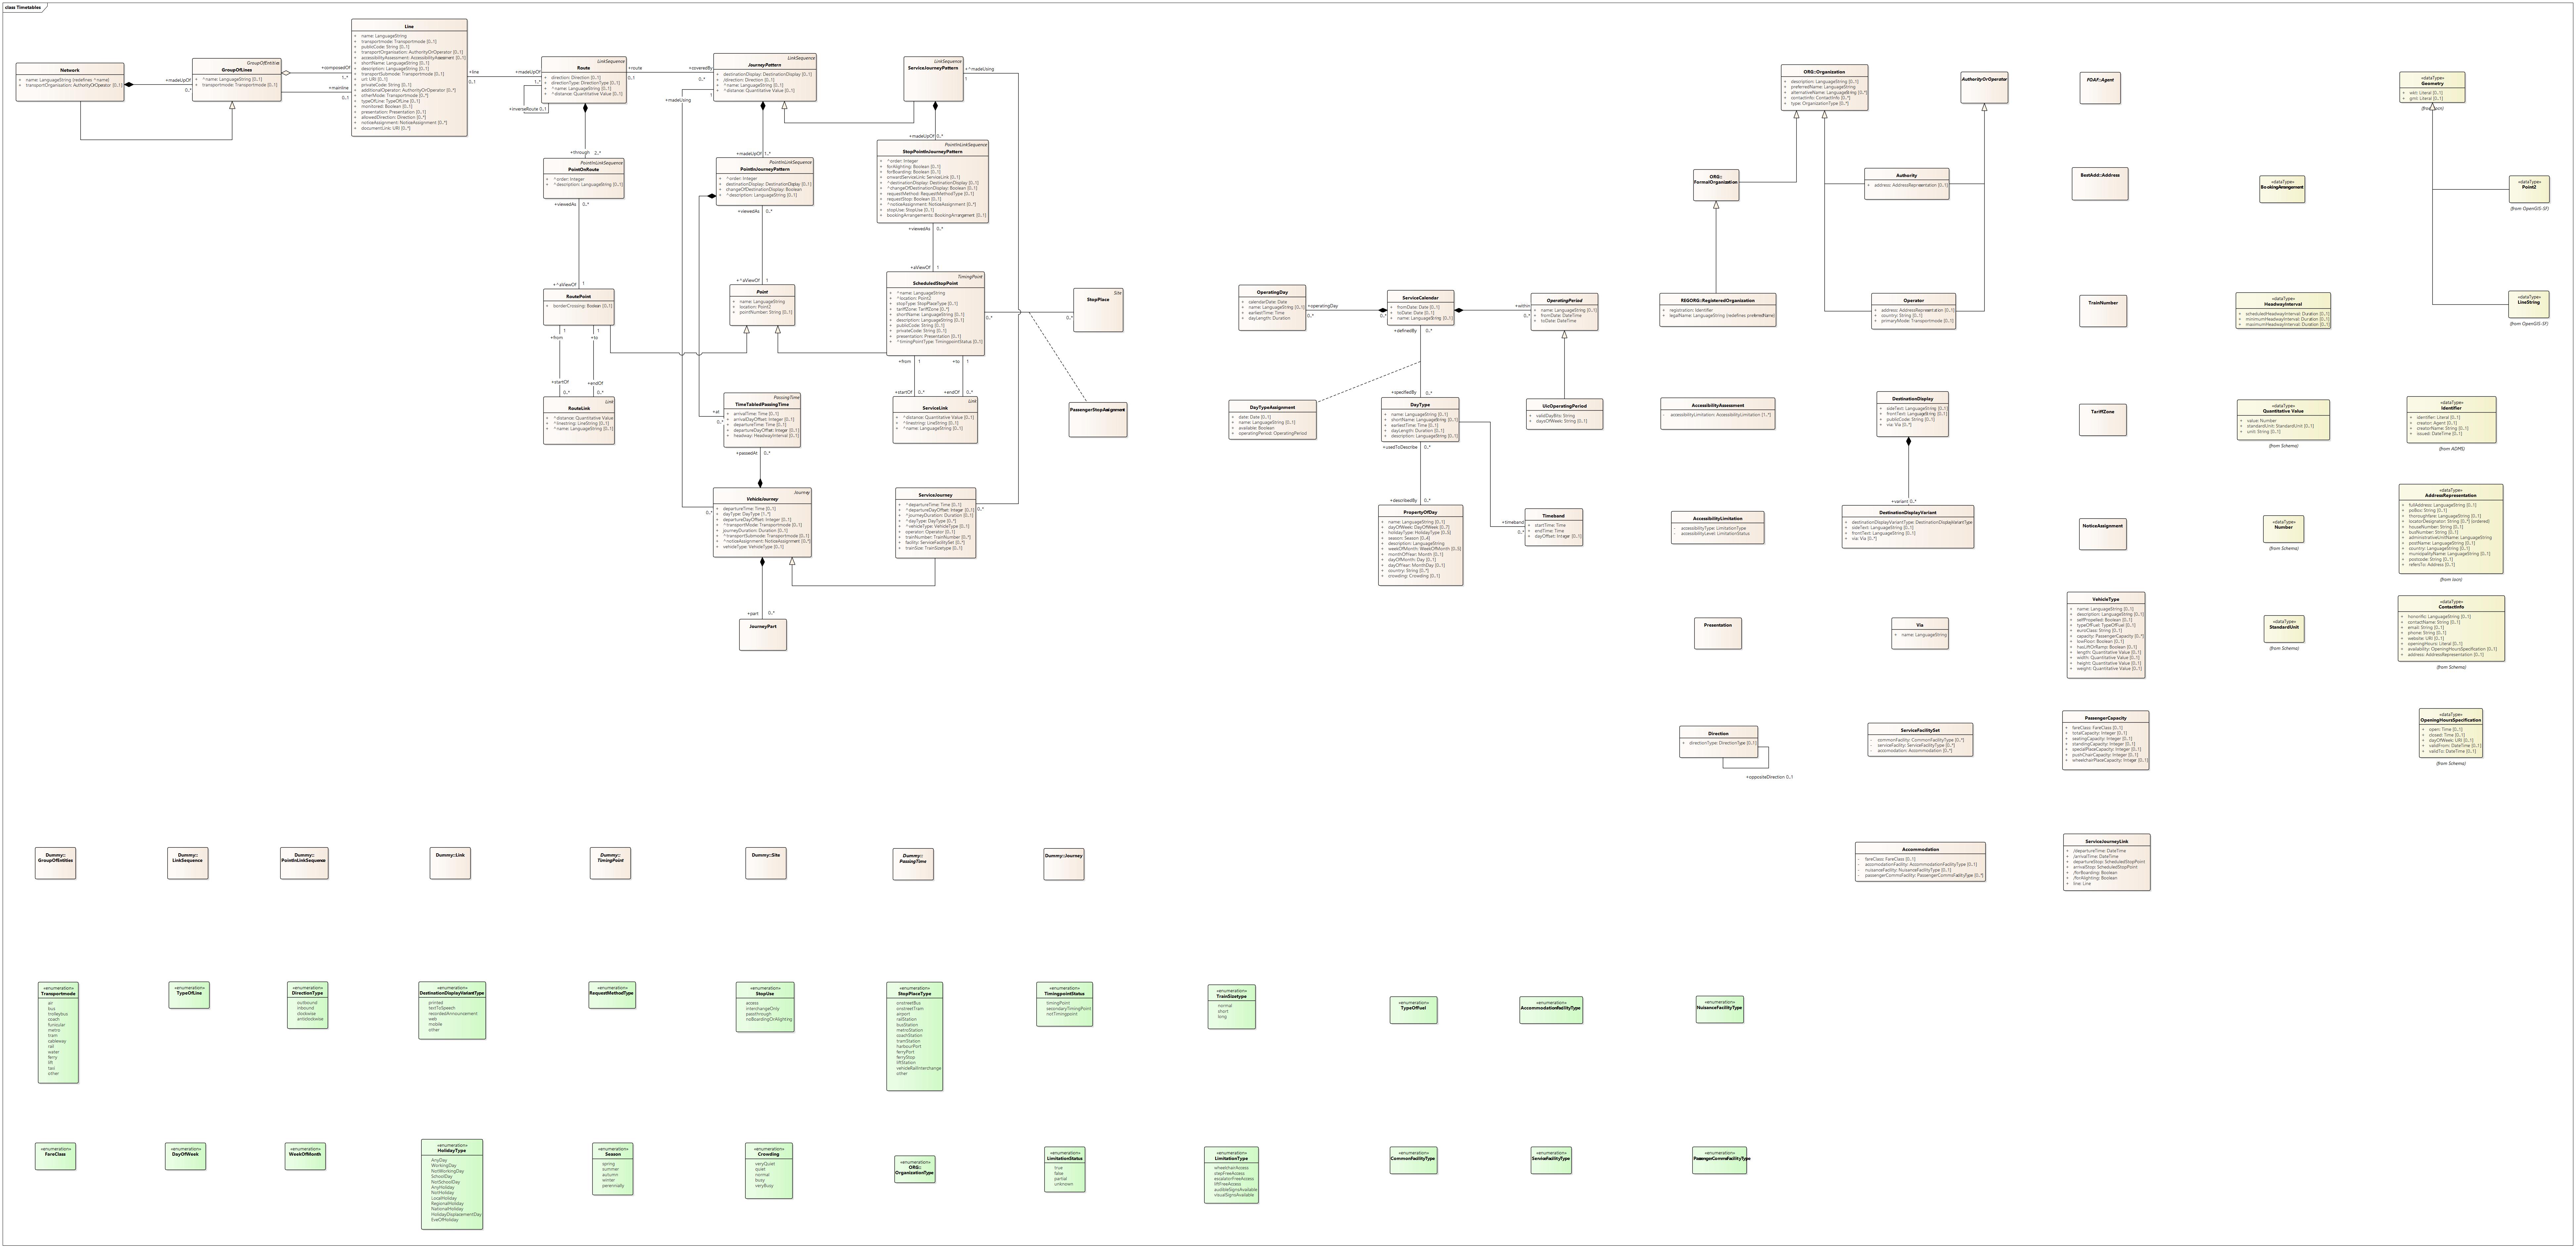 class Timetables
Network
+ name: LanguageString {redefines ^name}
+ transportOrganisation: AuthorityOrOperator [0..1]
+madeUpOf
0..*
GroupOfEntities
GroupOfLines
+ ^name: LanguageString [0..1]
+ transportmode: Transportmode [0..1]
+composedOf
1..*
+mainline
0..1
Line
+ name: LanguageString
+ transportmode: Transportmode [0..1]
+ publicCode: String [0..1]
+ transportOrganisation: AuthorityOrOperator [0..1]
+ accessibilityAssessment: AccessibilityAssessment [0..1]
+ shortName: LanguageString [0..1]
+ description: LanguageString [0..1]
+ transportSubmode: Transportmode [0..1]
+ url: URI [0..1]
+ privateCode: String [0..1]
+ additionalOperator: AuthorityOrOperator [0..*]
+ otherMode: Transportmode [0..*]
+ typeOfLine: TypeOfLine [0..1]
+ monitored: Boolean [0..1]
+ presentation: Presentation [0..1]
+ allowedDirection: Direction [0..*]
+ noticeAssignment: NoticeAssignment [0..*]
+ documentLink: URI [0..*]
+line
0..1
+madeUpOf
1..*
LinkSequence
Route
+ direction: Direction [0..1]
+ directionType: DirectionType [0..1]
+ ^name: LanguageString [0..1]
+ ^distance: Quantitative Value [0..1]
+inverseRoute 0..1
+route
0..1
+coveredBy
0..*
LinkSequence
JourneyPattern
+ destinationDisplay: DestinationDisplay [0..1]
+ /direction: Direction [0..1]
+ ^name: LanguageString [0..1]
+ ^distance: Quantitative Value [0..1]
+madeUsing
1
LinkSequence
ServiceJourneyPattern
+^madeUsing
1
+through 2..*
PointInLinkSequence
PointOnRoute
+ ^order: Integer
+ ^description: LanguageString [0..1]
+viewedAs 0..*
+madeUpOf 1..*
PointInLinkSequence
PointInJourneyPattern
+ ^order: Integer
+ destinationDisplay: DestinationDisplay [0..1]
+ changeOfDestinationDisplay: Boolean
+ ^description: LanguageString [0..1]
+viewedAs 0..*
+madeUpOf 0..*
PointInLinkSequence
StopPointInJourneyPattern
+ ^order: Integer
+ forAlighting: Boolean [0..1]
+ forBoarding: Boolean [0..1]
+ onwardServiceLink: ServiceLink [0..1]
+ ^destinationDisplay: DestinationDisplay [0..1]
+ ^changeOfDestinationDisplay: Boolean [0..1]
+ requestMethod: RequestMethodType [0..1]
+ requestStop: Boolean [0..1]
+ ^noticeAssignment: NoticeAssignment [0..*]
+ stopUse: StopUse [0..1]
+ bookingArrangements: BookingArrangement [0..1]
+viewedAs 0..*
+^aViewOf 1
RoutePoint
+ borderCrossing: Boolean [0..1]
1 1
+from +to
+startOf +endOf
0..* 0..*
Link
RouteLink
+ ^distance: Quantitative Value
+ ^linestring: LineString [0..1]
+ ^name: LanguageString [0..1]
+^aViewOf 1
Point
+ name: LanguageString
+ location: Point2
+ pointNumber: String [0..1]
+aViewOf 1
TimingPoint
ScheduledStopPoint
+ ^name: LanguageString
+ ^location: Point2
+ stopType: StopPlaceType [0..1]
+ tariffZone: TariffZone [0..*]
+ shortName: LanguageString [0..1]
+ description: LanguageString [0..1]
+ publicCode: String [0..1]
+ privateCode: String [0..1]
+ presentation: Presentation [0..1]
+ ^timingPointType: TimingpointStatus [0..1]
0..*
0..*
Site
StopPlace
PassengerStopAssignment
+from 1 +to 1
+startOf 0..* +endOf 0..*
Link
ServiceLink
+ ^distance: Quantitative Value [0..1]
+ ^linestring: LineString [0..1]
+ ^name: LanguageString [0..1]
PassingTime
TimeTabledPassingTime
+ arrivalTime: Time [0..1]
+ arrivalDayOffset: Integer [0..1]
+ departureTime: Time [0..1]
+ departureDayOffset: Integer [0..1]
+ headway: HeadwayInterval [0..1]
+at
0..*
+passedAt 0..*
Journey
VehicleJourney
+ departureTime: Time [0..1]
+ dayType: DayType [1..*]
+ departureDayOffset: Integer [0..1]
+ ^transportMode: Transportmode [0..1]
+ journeyDuration: Duration [0..1]
+ ^transportSubmode: Transportmode [0..1]
+ ^noticeAssignment: NoticeAssignment [0..*]
+ vehicleType: VehicleType [0..1]
0..*
ServiceJourney
+ ^departureTime: Time [0..1]
+ ^departureDayOffset: Integer [0..1]
+ ^journeyDuration: Duration [0..1]
+ ^dayType: DayType [0..*]
+ ^vehicleType: VehicleType [0..1]
+ operator: Operator [0..1]
+ trainNumber: TrainNumber [0..*]
+ facility: ServiceFacilitySet [0..*]
+ trainSize: TrainSizetype [0..1]
0..*
+part 0..*
JourneyPart
OperatingDay
+ calendarDate: Date
+ name: LanguageString [0..1]
+ earliestTime: Time
+ dayLength: Duration
+operatingDay
0..*
0..*
ServiceCalendar
+ fromDate: Date [0..1]
+ toDate: Date [0..1]
+ name: LanguageString [0..1]
+within
0..*
OperatingPeriod
+ name: LanguageString [0..1]
+ fromDate: DateTime [0..1]
+ toDate: DateTime
+definedBy 0..*
+specifiedBy 0..*
DayTypeAssignment
+ date: Date [0..1]
+ name: LanguageString [0..1]
+ available: Boolean
+ operatingPeriod: OperatingPeriod
DayType
+ name: LanguageString [0..1]
+ shortName: LanguageString [0..1]
+ earliestTime: Time [0..1]
+ dayLength: Duration [0..1]
+ description: LanguageString [0..1]
+usedToDescribe 0..*
UicOperatingPeriod
+ validDayBits: String
+ daysOfWeek: String [0..1]
+describedBy 0..*
PropertyOfDay
+ name: LanguageString [0..1]
+ dayOfWeek: DayOfWeek [0..7]
+ holidayType: HolidayType [0..5]
+ season: Season [0..4]
+ description: LanguageString
+ weekOfMonth: WeekOfMonth [0..5]
+ monthOfYear: Month [0..1]
+ dayOfMonth: Day [0..1]
+ dayOfYear: MonthDay [0..1]
+ country: String [0..*]
+ crowding: Crowding [0..1]
+timeband
0..*
Timeband
+ startTime: Time
+ endTime: Time
+ dayOffset: Integer [0..1]
ORG::Organization
+ description: LanguageString [0..1]
+ preferredName: LanguageString
+ alternativeName: LanguageString [0..*]
+ contactInfo: ContactInfo [0..*]
+ type: OrganizationType [0..1]
AuthorityOrOperator
FOAF::Agent
«dataType»
Geometry
+ wkt: Literal [0..1]
+ gml: Literal [0..1]
ORG::
FormalOrganization
Authority
+ address: AddressRepresentation [0..1]
BestAdd::Address
«dataType»
BookingArrangement
«dataType»
Point2
(from OpenGIS-SF)
REGORG::RegisteredOrganization
+ registration: Identifier
+ legalName: LanguageString {redefines preferredName}
Operator
+ address: AddressRepresentation [0..1]
+ country: String [0..1]
+ primaryMode: Transportmode [0..1]
TrainNumber
«dataType»
HeadwayInterval
+ scheduledHeadwayInterval: Duration [0..1]
+ minimumHeadwayInterval: Duration [0..1]
+ maximumHeadwayInterval: Duration [0..1]
«dataType»
LineString
(from OpenGIS-SF)
AccessibilityAssessment
- accessibilityLimitation: AccessibilityLimitation [1..*]
DestinationDisplay
+ sideText: LanguageString [0..1]
+ frontText: LanguageString [0..1]
+ publicCode: String [0..1]
+ via: Via [0..*]
TariffZone
«dataType»
Quantitative Value
+ value: Number
+ standardUnit: StandardUnit [0..1]
+ unit: String [0..1]
(from Schema)
«dataType»
Identifier
+ identifier: Literal [0..1]
+ creator: Agent [0..1]
+ creatorName: String [0..1]
+ issued: DateTime [0..1]
(from ADMS)
AccessibilityLimitation
- accessibilityType: LimitationType
- accessibilityLevel: LimitationStatus
+variant 0..*
DestinationDisplayVariant
+ destinationDisplayVariantType: DestinationDisplayVariantType
+ sideText: LanguageString [0..1]
+ frontText: LanguageString [0..1]
+ via: Via [0..*]
NoticeAssignment
«dataType»
Number
(from Schema)
«dataType»
AddressRepresentation
+ fullAddress: LanguageString [0..1]
+ poBox: String [0..1]
+ thoroughfare: LanguageString [0..1]
+ locatorDesignator: String [0..*] {ordered}
+ houseNumber: String [0..1]
+ busNumber: String [0..1]
+ administrativeUnitName: LanguageString
+ postName: LanguageString [0..1]
+ country: LanguageString [0..1]
+ municipalityName: LanguageString [0..1]
+ postcode: String [0..1]
+ refersTo: Address [0..1]
(from locn)
Presentation
Via
+ name: LanguageString
VehicleType
+ name: LanguageString [0..1]
+ description: LanguageString [0..1]
+ selfPropelled: Boolean [0..1]
+ typeOfFuel: TypeOfFuel [0..1]
+ euroClass: String [0..1]
+ capacity: PassengerCapacity [0..*]
+ lowFloor: Boolean [0..1]
+ hasLiftOrRamp: Boolean [0..1]
+ length: Quantitative Value [0..1]
+ width: Quantitative Value [0..1]
+ height: Quantitative Value [0..1]
+ weight: Quantitative Value [0..1]
«dataType»
StandardUnit
(from Schema)
«dataType»
ContactInfo
+ honorific: LanguageString [0..1]
+ contactName: String [0..1]
+ email: String [0..1]
+ phone: String [0..1]
+ website: URI [0..1]
+ openingHours: Literal [0..1]
+ availability: OpeningHoursSpecification [0..1]
+ address: AddressRepresentation [0..1]
(from Schema)
Direction
+ directionType: DirectionType [0..1]
+oppositeDirection 0..1
ServiceFacilitySet
- commonFacility: CommonFacilityType [0..*]
- serviceFacility: ServiceFacilityType [0..*]
- accomodation: Accommodation [0..*]
PassengerCapacity
+ fareClass: FareClass [0..1]
+ totalCapacity: Integer [0..1]
+ seatingCapacity: Integer [0..1]
+ standingCapacity: Integer [0..1]
+ specialPlaceCapacity: Integer [0..1]
+ pushChairCapacity: Integer [0..1]
+ wheelchairPlaceCapacity: Integer [0..1]
«dataType»
OpeningHoursSpecification
+ open: Time [0..1]
+ closed: Time [0..1]
+ dayOfWeek: URI [0..1]
+ validFrom: DateTime [0..1]
+ validTo: DateTime [0..1]
(from Schema)
Accommodation
- fareClass: FareClass [0..1]
- accomodationFacility: AccommodationFacilityType [0..1]
- nuisanceFacility: NuisanceFacilityType [0..1]
- passengerCommsFacility: PassengerCommsFacilityType [0..*]
ServiceJourneyLink
+ /departureTime: DateTime
+ /arrivalTime: DateTime
+ departureStop: ScheduledStopPoint
+ arrivalStop: ScheduledStopPoint
+ /forBoarding: Boolean
+ /forAlighting: Boolean
+ line: Line
Dummy::
GroupOfEntities
Dummy::
LinkSequence
Dummy::
PointInLinkSequence
Dummy::Link
Dummy::
TimingPoint
Dummy::Site
Dummy::
PassingTime
Dummy::Journey
«enumeration»
Transportmode
air
bus
trolleybus
coach
funicular
metro
tram
cableway
rail
water
ferry
lift
taxi
other
«enumeration»
TypeOfLine
«enumeration»
DirectionType
outbound
inbound
clockwise
anticlockwise
«enumeration»
DestinationDisplayVariantType
printed
textToSpeech
recordedAnnouncement
web
mobile
other
«enumeration»
RequestMethodType
«enumeration»
StopUse
access
interchangeOnly
passthrough
noBoardingOrAlighting
«enumeration»
StopPlaceType
onstreetBus
onstreetTram
airport
railStation
busStation
metroStation
coachStation
tramStation
harbourPort
ferryPort
ferryStop
liftStation
vehicleRailInterchange
other
«enumeration»
TimingpointStatus
timingPoint
secondaryTimingPoint
notTimingpoint
«enumeration»
TrainSizetype
normal
short
long
«enumeration»
TypeOfFuel
«enumeration»
AccommodationFacilityType
«enumeration»
NuisanceFacilityType
«enumeration»
FareClass
«enumeration»
DayOfWeek
«enumeration»
WeekOfMonth
«enumeration»
HolidayType
AnyDay
WorkingDay
NotWorkingDay
SchoolDay
NotSchoolDay
AnyHoliday
NotHoliday
LocalHoliday
RegionalHoliday
NationalHoliday
HolidayDisplacementDay
EveOfHoliday
«enumeration»
Season
spring
summer
autumn
winter
perennially
«enumeration»
Crowding
veryQuiet
quiet
normal
busy
veryBusy
«enumeration»
ORG::
OrganizationType
«enumeration»
LimitationStatus
true
false
partial
unknown
«enumeration»
LimitationType
wheelchairAccess
stepFreeAccess
escalatorFreeAccess
liftFreeAccess
audibleSignsAvailable
visualSignsAvailable
«enumeration»
CommonFacilityType
«enumeration»
ServiceFacilityType
«enumeration»
PassengerCommsFacilityType